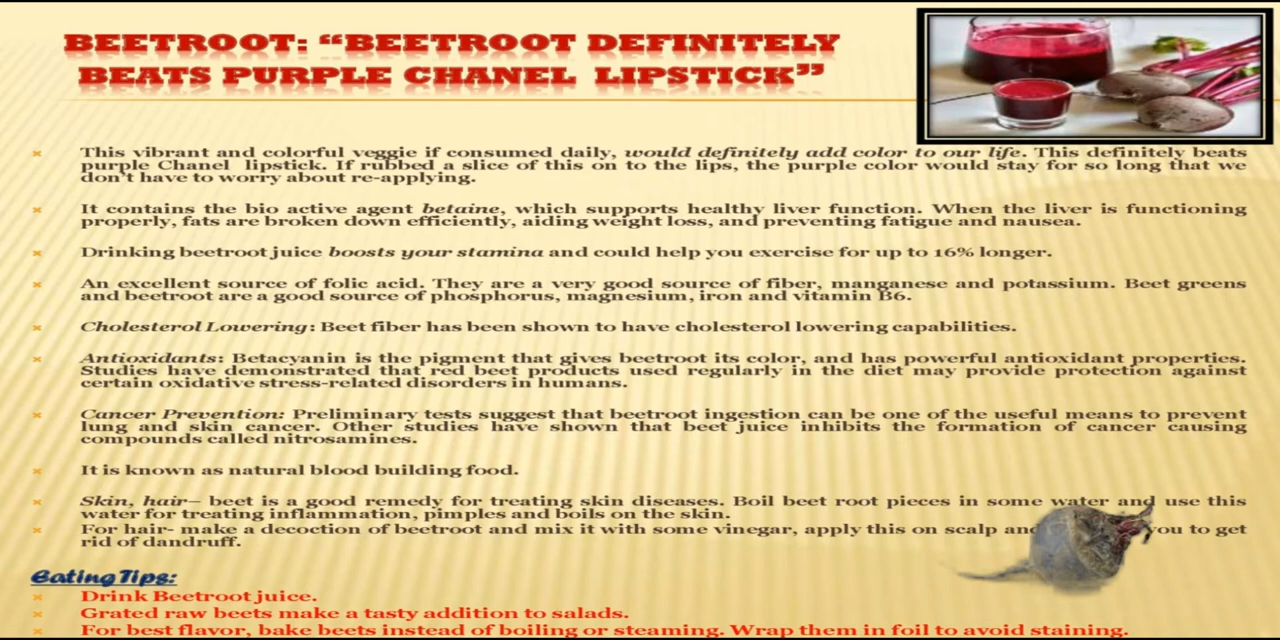 BEETROOT: “BEETROOT DEFINITELY
BEATS PURPLE CHANEL LIPSTICK”
This vibrant and colorful veggie if consumed daily, would definitely add color to our life. This definitely beats
purple Chanel lipstick. If rubbed a slice of this on to the lips, the purple color would stay for so long that we
don’t have to worry about re-applying.
It contains the bio active agent betaine, which supports healthy liver function. When the liver is functioning
properly, fats are broken down efficiently, aiding weight loss, and preventing fatigue and nausea.
Drinking beetroot juice boosts your stamina and could help you exercise for up to 16% longer.
An excellent source of folic acid. They are a very good source of fiber, manganese and potassium. Beet greens
and beetroot are a good source of phosphorus, magnesium, iron and vitamin B6.
Cholesterol Lowering: Beet fiber has been shown to have cholesterol lowering capabilities.
Antioxidants: Betacyanin is the pigment that gives beetroot its color, and has powerful antioxidant properties.
Studies have demonstrated that red beet products used regularly in the diet may provide protection against
certain oxidative stress-related disorders in humans.
Cancer Prevention: Preliminary tests suggest that beetroot ingestion can be one of the useful means to prevent
lung and skin cancer. Other studies have shown that beet juice inhibits the formation of cancer causing
compounds called nitrosamines.
It is known as natural blood building food.
Skin, hair– beet is a good remedy for treating skin diseases. Boil beet root pieces in some water and use this
water for treating inflammation, pimples and boils on the skin.
For hair- make a decoction of beetroot and mix it with some vinegar, apply this on scalp you to get
rid of dandruff.
Eating Tips:
Drink Beetroot juice.
Grated raw beets make a tasty addition to salads.
For best flavor, bake beets instead of boiling or steaming. Wrap them in foil to avoid staining.